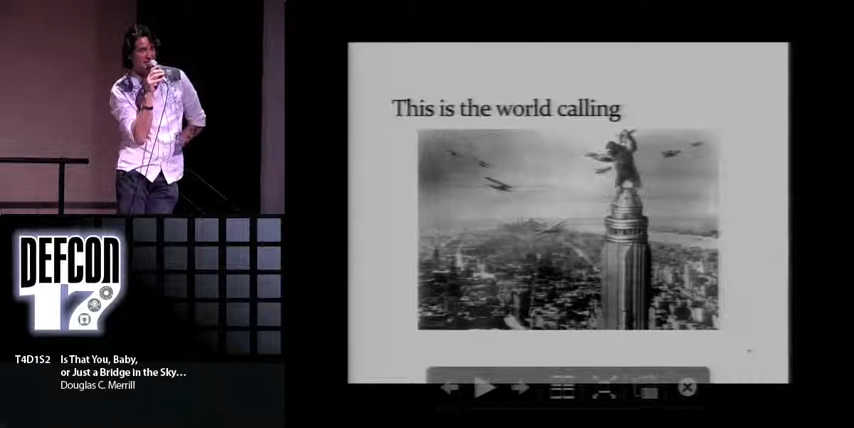 This is the world calling
DEFCON
17
T4D1S2 Is That You, Baby,
or Just a Bridge in the Sky...
Douglas C. Merrill